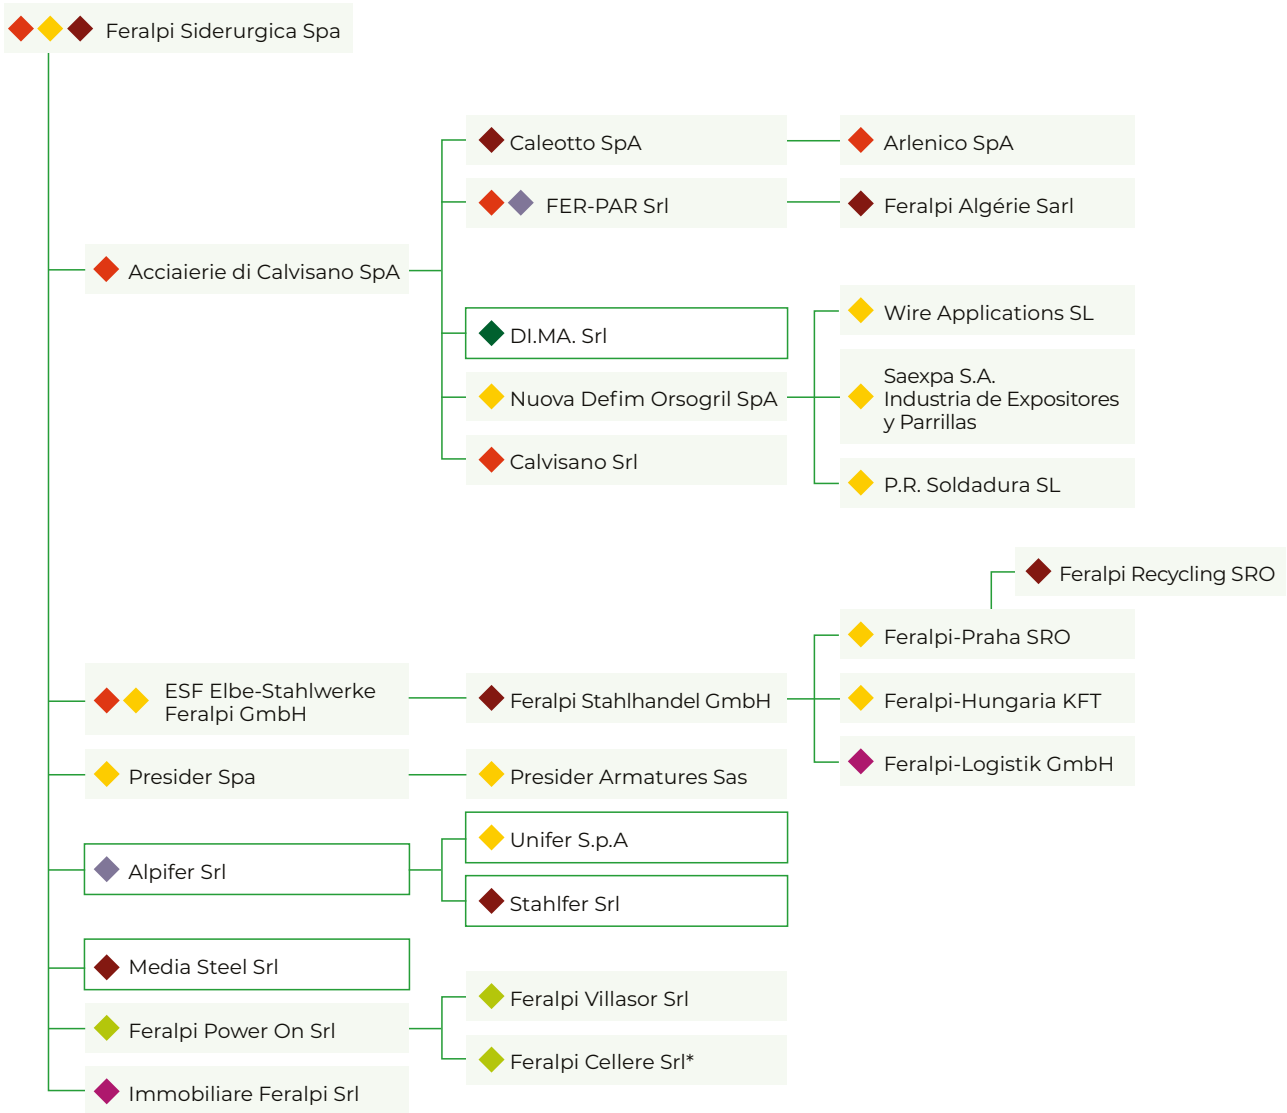 Feralpi Siderurgica Spa
Acciaierie di Calvisano SpA
Caleotto SpA
Arlenico SpA
FER-PAR Srl
Feralpi Algérie Sarl
DI.MA. Srl
Nuova Defim Orsogril SpA
Wire Applications SL
Saexpa S.A.
Industria de Expositores
y Parrillas
P.R. Soldadura SL
Calvisano Srl
ESF Elbe-Stahlwerke
Feralpi GmbH
Feralpi Stahlhandel GmbH
Feralpi-Praha SRO
Feralpi Recycling SRO
Feralpi-Hungaria KFT
Feralpi-Logistik GmbH
Presider Spa
Presider Armatures Sas
Alpifer Srl
Unifer S.p.A
Stahlfer Srl
Media Steel Srl
Feralpi Power On Srl
Feralpi Villasor Srl
Feralpi Cellere Srl*
Immobiliare Feralpi Srl